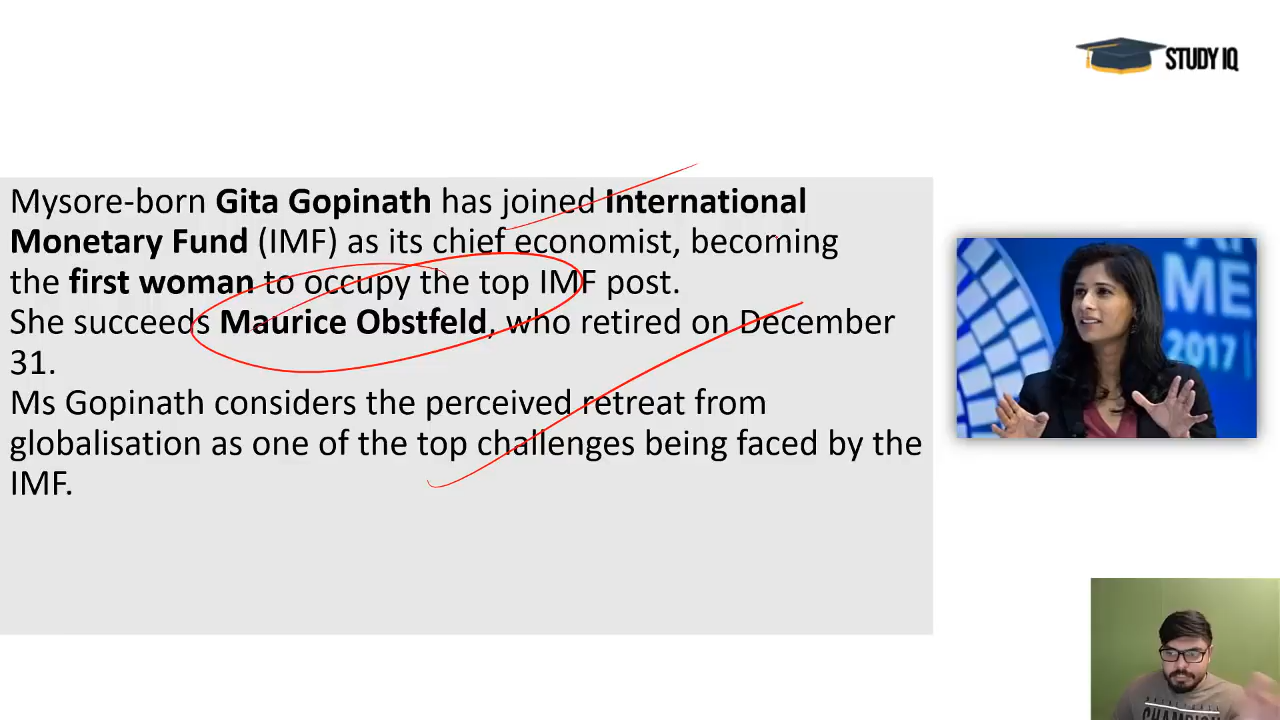 STUDY IQ
Mysore-born Gita Gopinath has joined International
Monetary Fund (IMF) as its chief economist, becoming
the first woman to occupy the top IMF post.
She succeeds Maurice Obstfeld, who retired on December
31.
Ms Gopinath considers the perceived retreat from
globalisation as one of the top challenges being faced by the
IMF.
ME
2017